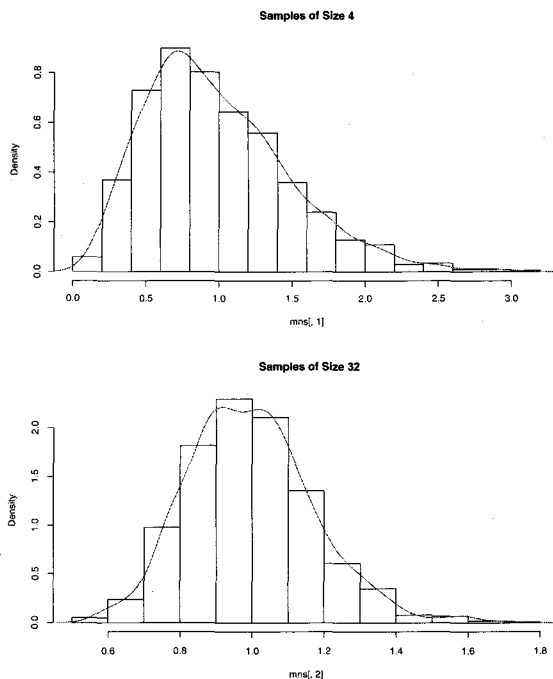 Samples of Size 4
Density
0.0 0.2 0.4 0.6 0.8
0.0 0.5 1.0 1.5 2.0 2.5 3.0
mns[, 1]
Samples of Size 32
Density
0.0 0.5 1.0 1.5 2.0
0.6 0.8 1.0 1.2 1.4 1.6 1.8
mns[, 2]